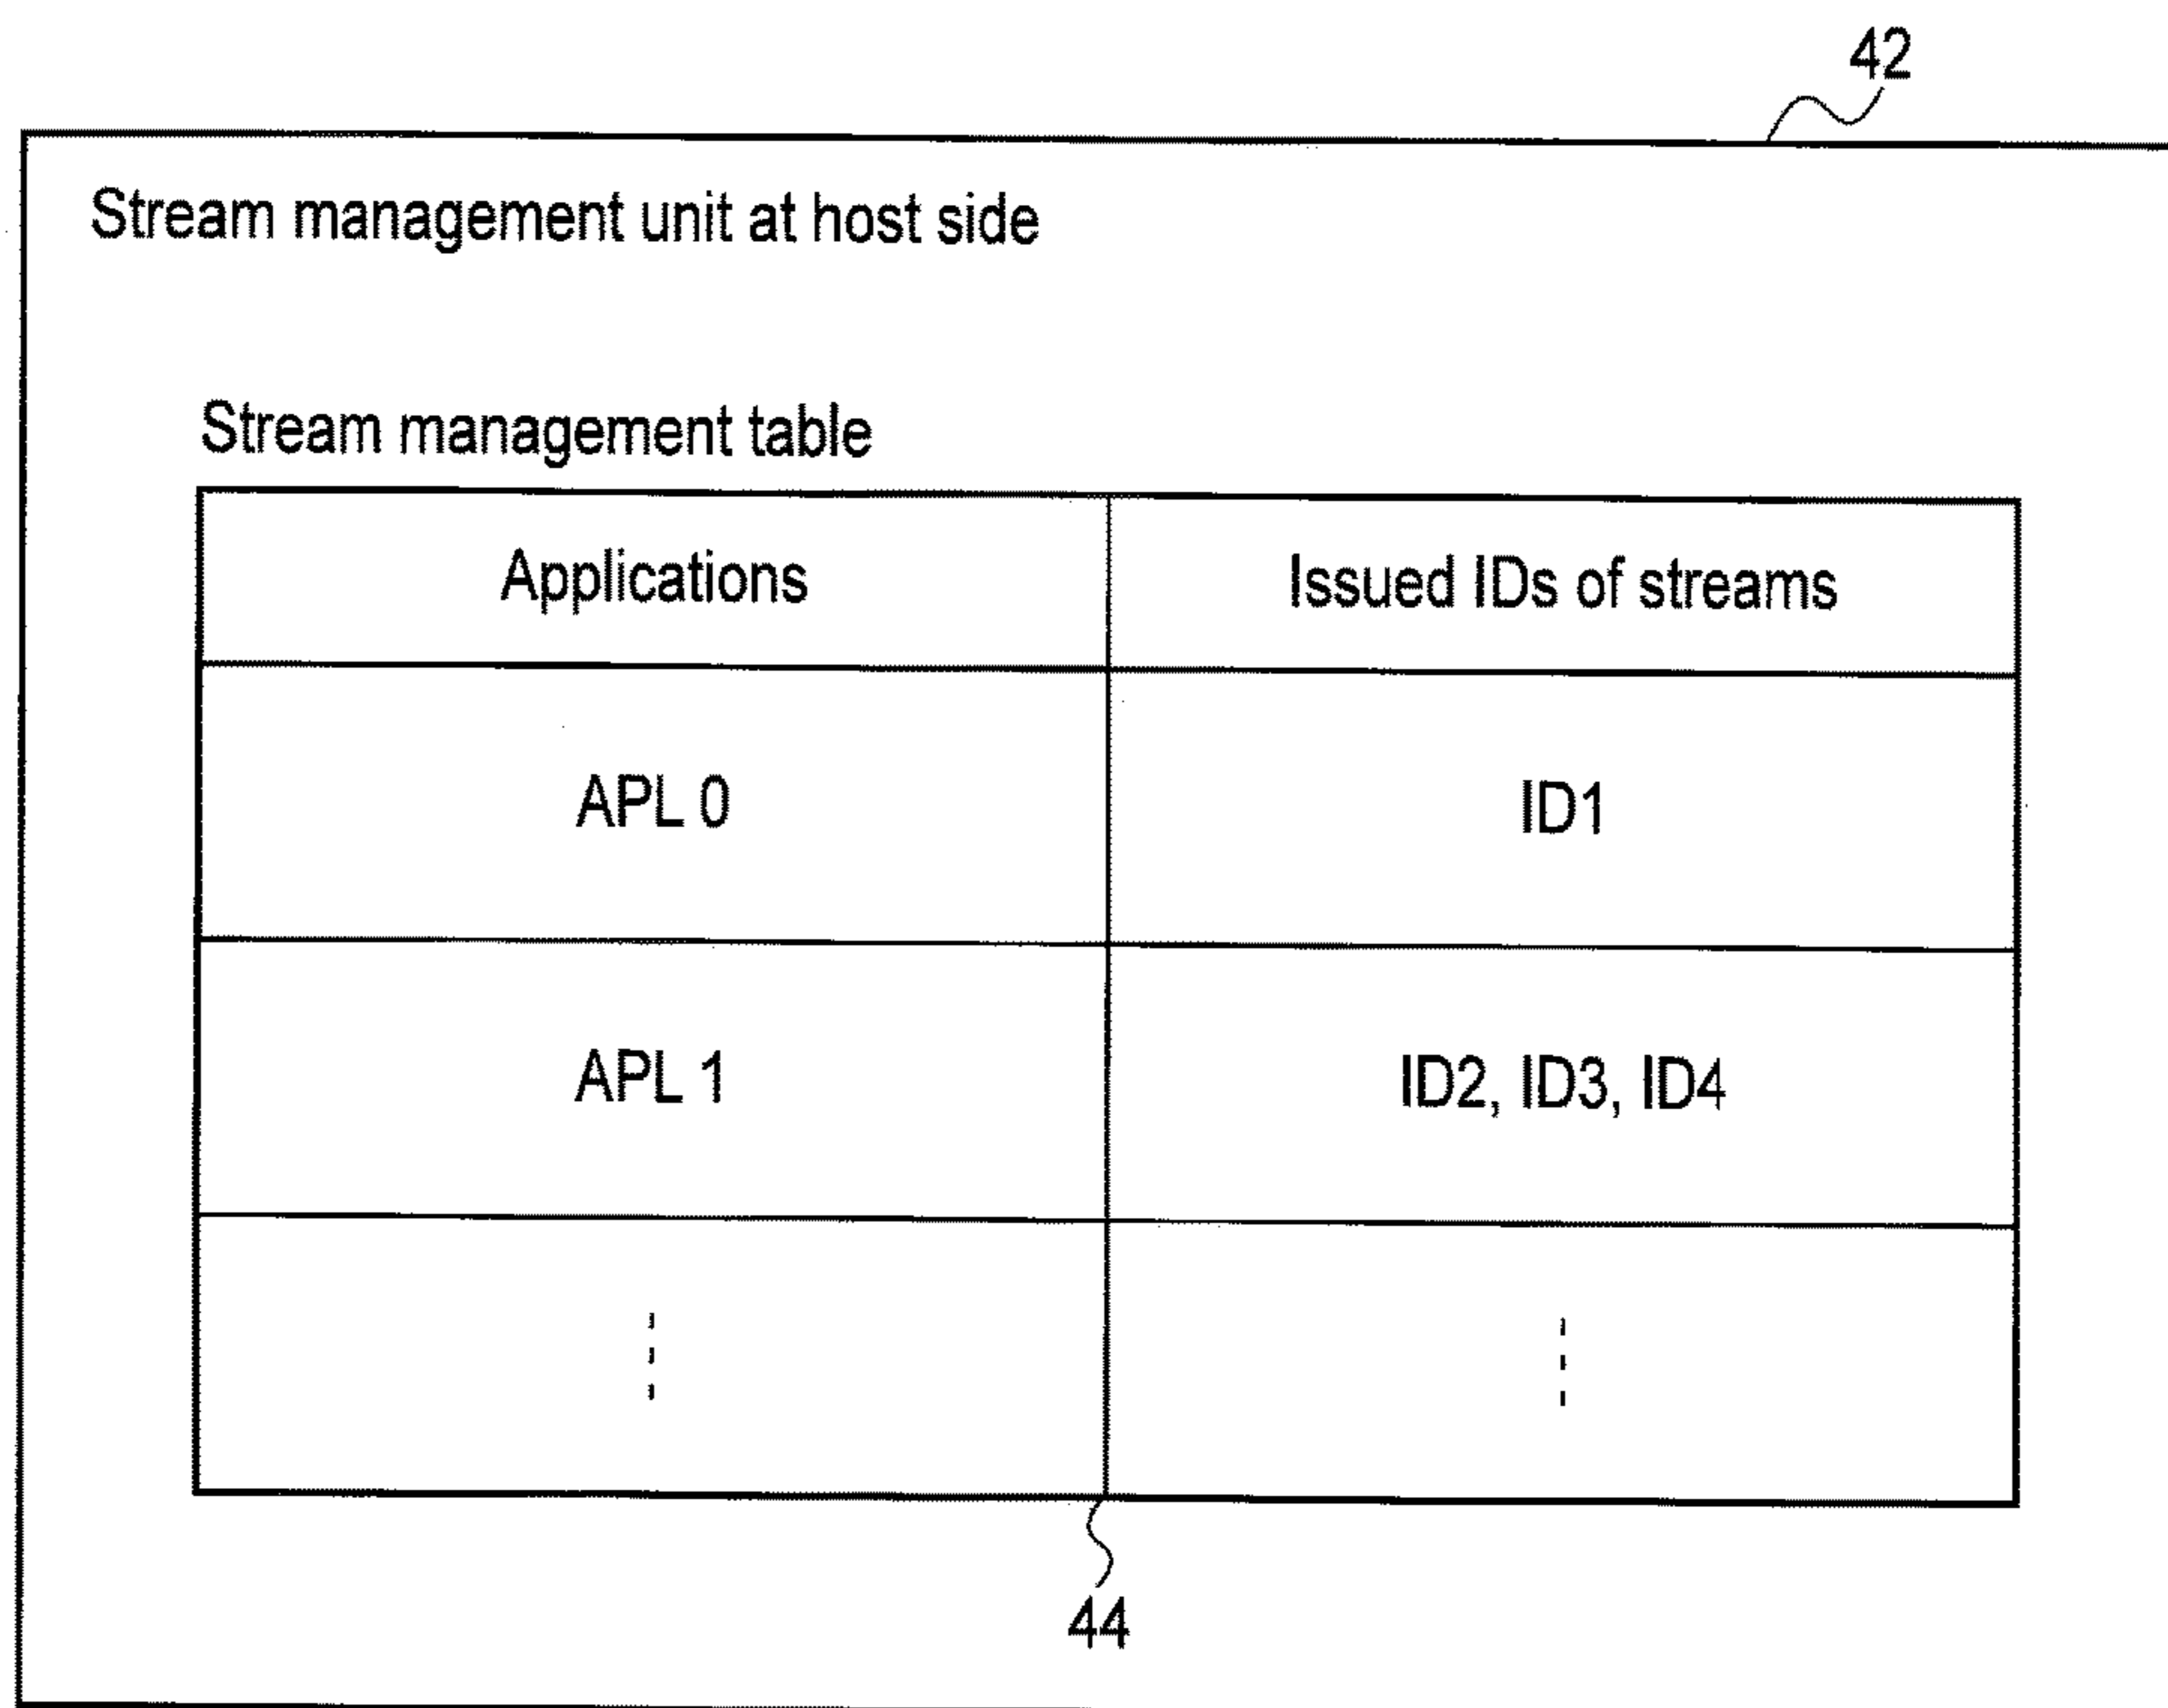 42
Stream management unit at host side
Stream management table
Applications
Issued IDs of streams
APL 0
ID1
APL 1
ID2, ID3, ID4
44